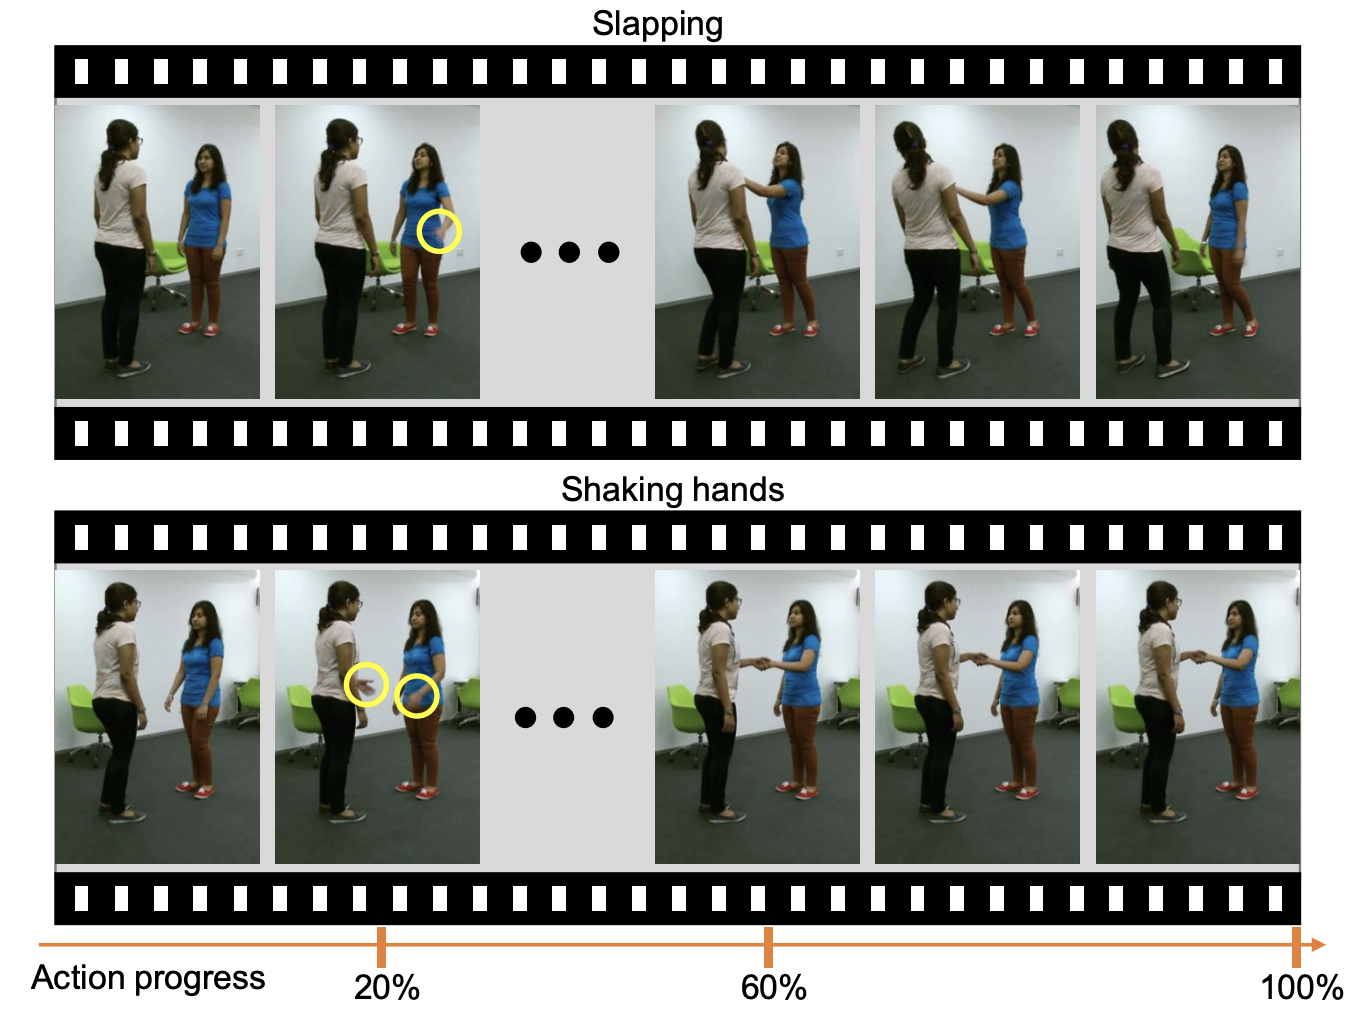 Slapping
Shaking hands
Action progress
20%
60%
100%